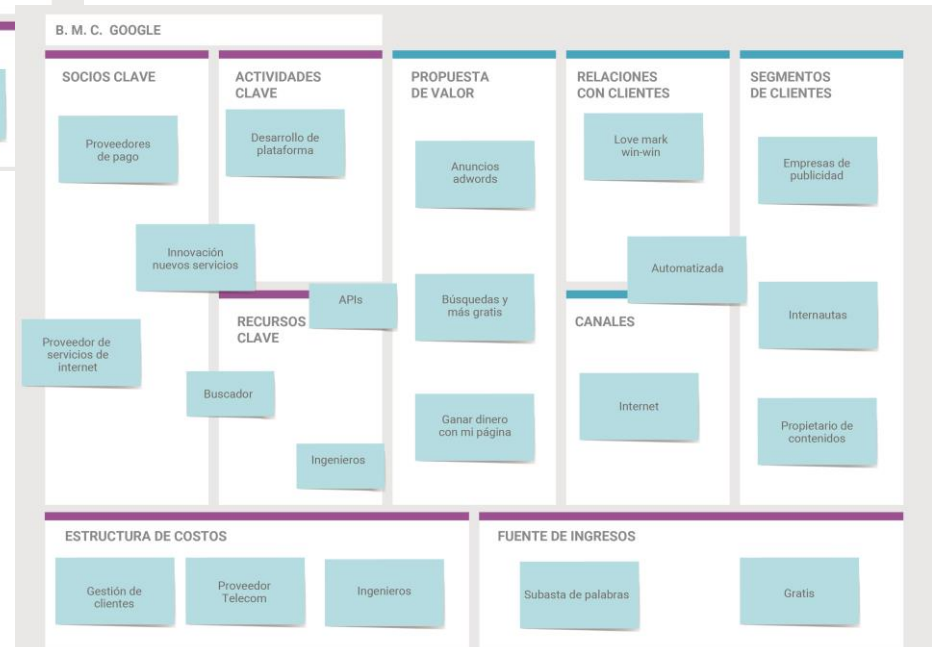 B. M. C. GOOGLE
SOCIOS CLAVE
Proveedores
de pago
Innovación
nuevos servicios
Proveedor de
servicios de
internet
ACTIVIDADES
CLAVE
Desarrollo de
plataforma
RECURSOS
CLAVE
APIs
Buscador
Ingenieros
PROPUESTA
DE VALOR
Anuncios
adwords
Búsquedas y
más gratis
Ganar dinero
con mi página
RELACIONES
CON CLIENTES
Love mark
win-win
Automatizada
CANALES
Internet
SEGMENTOS
DE CLIENTES
Empresas de
publicidad
Internautas
Propietario de
contenidos
ESTRUCTURA DE COSTOS
Gestión de
clientes
Proveedor
Telecom
Ingenieros
FUENTE DE INGRESOS
Subasta de palabras
Gratis